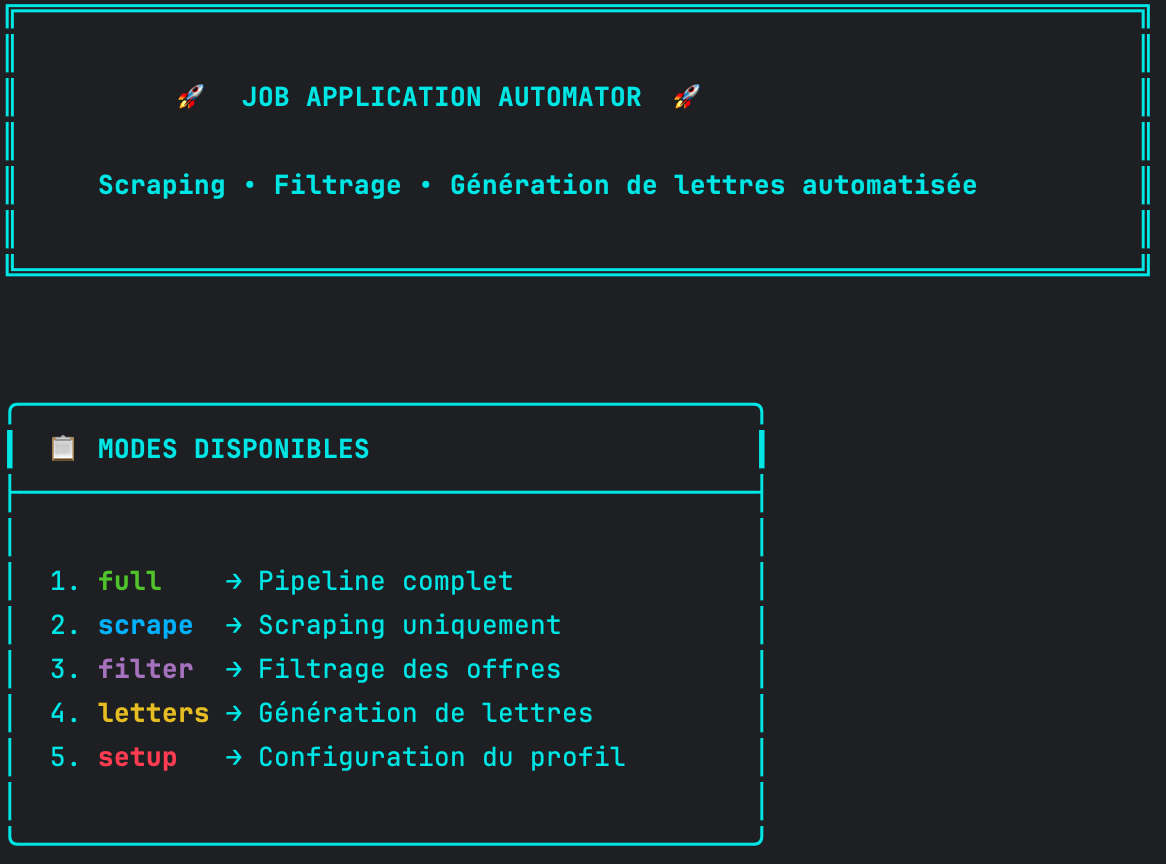 🚀 JOB APPLICATION AUTOMATOR 🚀
Scraping • Filtrage • Génération de lettres automatisée
📋 MODES DISPONIBLES
1. full → Pipeline complet
2. scrape → Scraping uniquement
3. filter → Filtrage des offres
4. letters → Génération de lettres
5. setup → Configuration du profil